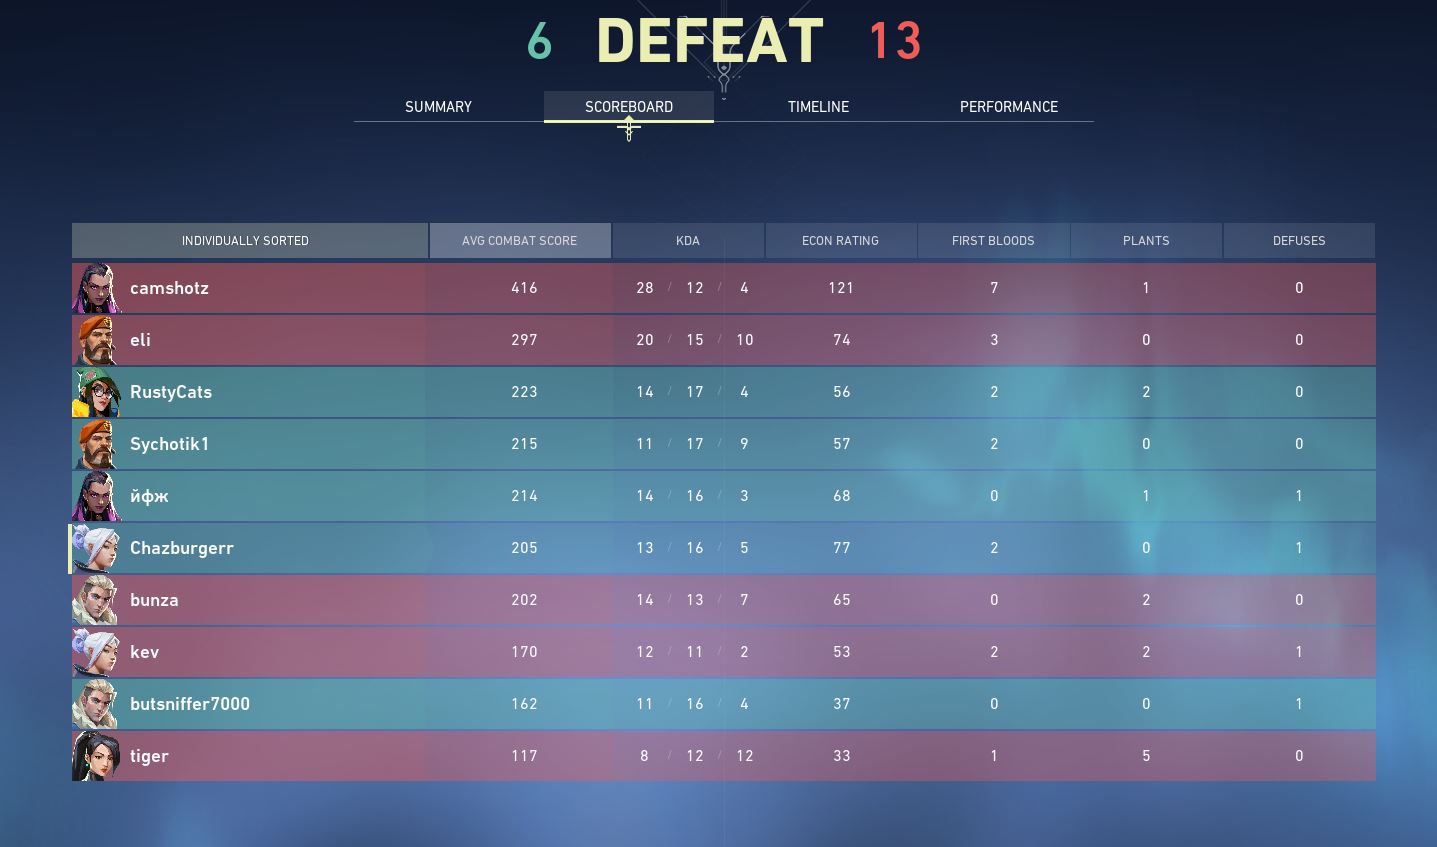 6 DEFEAT 13
SUMMARY SCOREBOARD TIMELINE PERFORMANCE
INDIVIDUALLY SORTED AVG COMBAT SCORE KDA ECON RATING FIRST BLOODS PLANTS DEFUSES
camshotz 416 28 / 12 / 4 121 7 1 0
eli 297 20 / 15 / 10 74 3 0 0
RustyCats 223 14 / 17 / 4 56 2 2 0
Sychotik1 215 11 / 17 / 9 57 2 0 0
йфж 214 14 / 16 / 3 68 0 1 1
Chazburgerr 205 13 / 16 / 5 77 2 0 1
bunza 202 14 / 13 / 7 65 0 2 0
kev 170 12 / 11 / 2 53 2 2 1
butsniffer7000 162 11 / 16 / 4 37 0 0 1
tiger 117 8 / 12 / 12 33 1 5 0